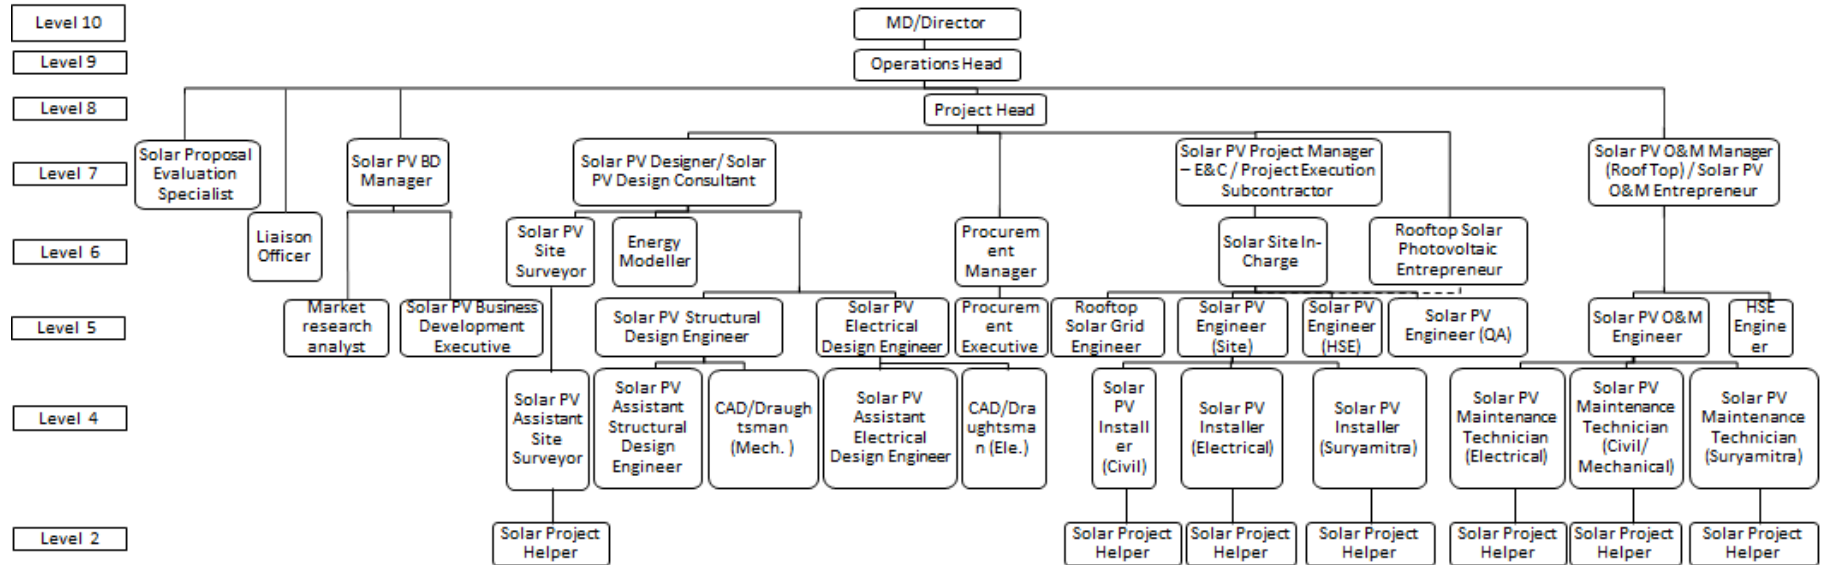 Level 10
MD/Director
Level 9
Operations Head
Level 8
Project Head
Level 7
Solar Proposal
Evaluation
Specialist
Solar PV BD
Manager
Solar PV Designer/ Solar
PV Design Consultant
Solar PV Project Manager
– E&C / Project Execution
Subcontractor
Solar PV O&M Manager
(Roof Top) / Solar PV
O&M Entrepreneur
Level 6
Liaison
Officer
Solar PV
Site
Surveyor
Energy
Modeller
Procurem
ent
Manager
Solar Site In-
Charge
Rooftop Solar
Photovoltaic
Entrepreneur
Level 5
Market
research
analyst
Solar PV Business
Development
Executive
Solar PV Structural
Design Engineer
Solar PV
Electrical
Design Engineer
Procurem
ent
Executive
Rooftop
Solar Grid
Engineer
Solar PV
Engineer
(Site)
Solar PV
Engineer
(HSE)
Solar PV
Engineer (QA)
Solar PV O&M
Engineer
HSE
Engine
er
Level 4
Solar PV
Assistant
Site
Surveyor
Solar PV
Assistant
Structural
Design
Engineer
CAD/Draugh
tsman
(Mech. )
Solar PV
Assistant
Electrical
Design Engineer
CAD/Dra
ughtsma
n (Ele.)
Solar
PV
Install
er
(Civil)
Solar PV
Installer
(Electrical)
Solar PV
Installer
(Suryamitra)
Solar PV
Maintenance
Technician
(Electrical)
Solar PV
Maintenance
Technician
(Civil/
Mechanical)
Solar PV
Maintenance
Technician
(Suryamitra)
Level 2
Solar Project
Helper
Solar Project
Helper
Solar Project
Helper
Solar Project
Helper
Solar Project
Helper
Solar Project
Helper
Solar Project
Helper